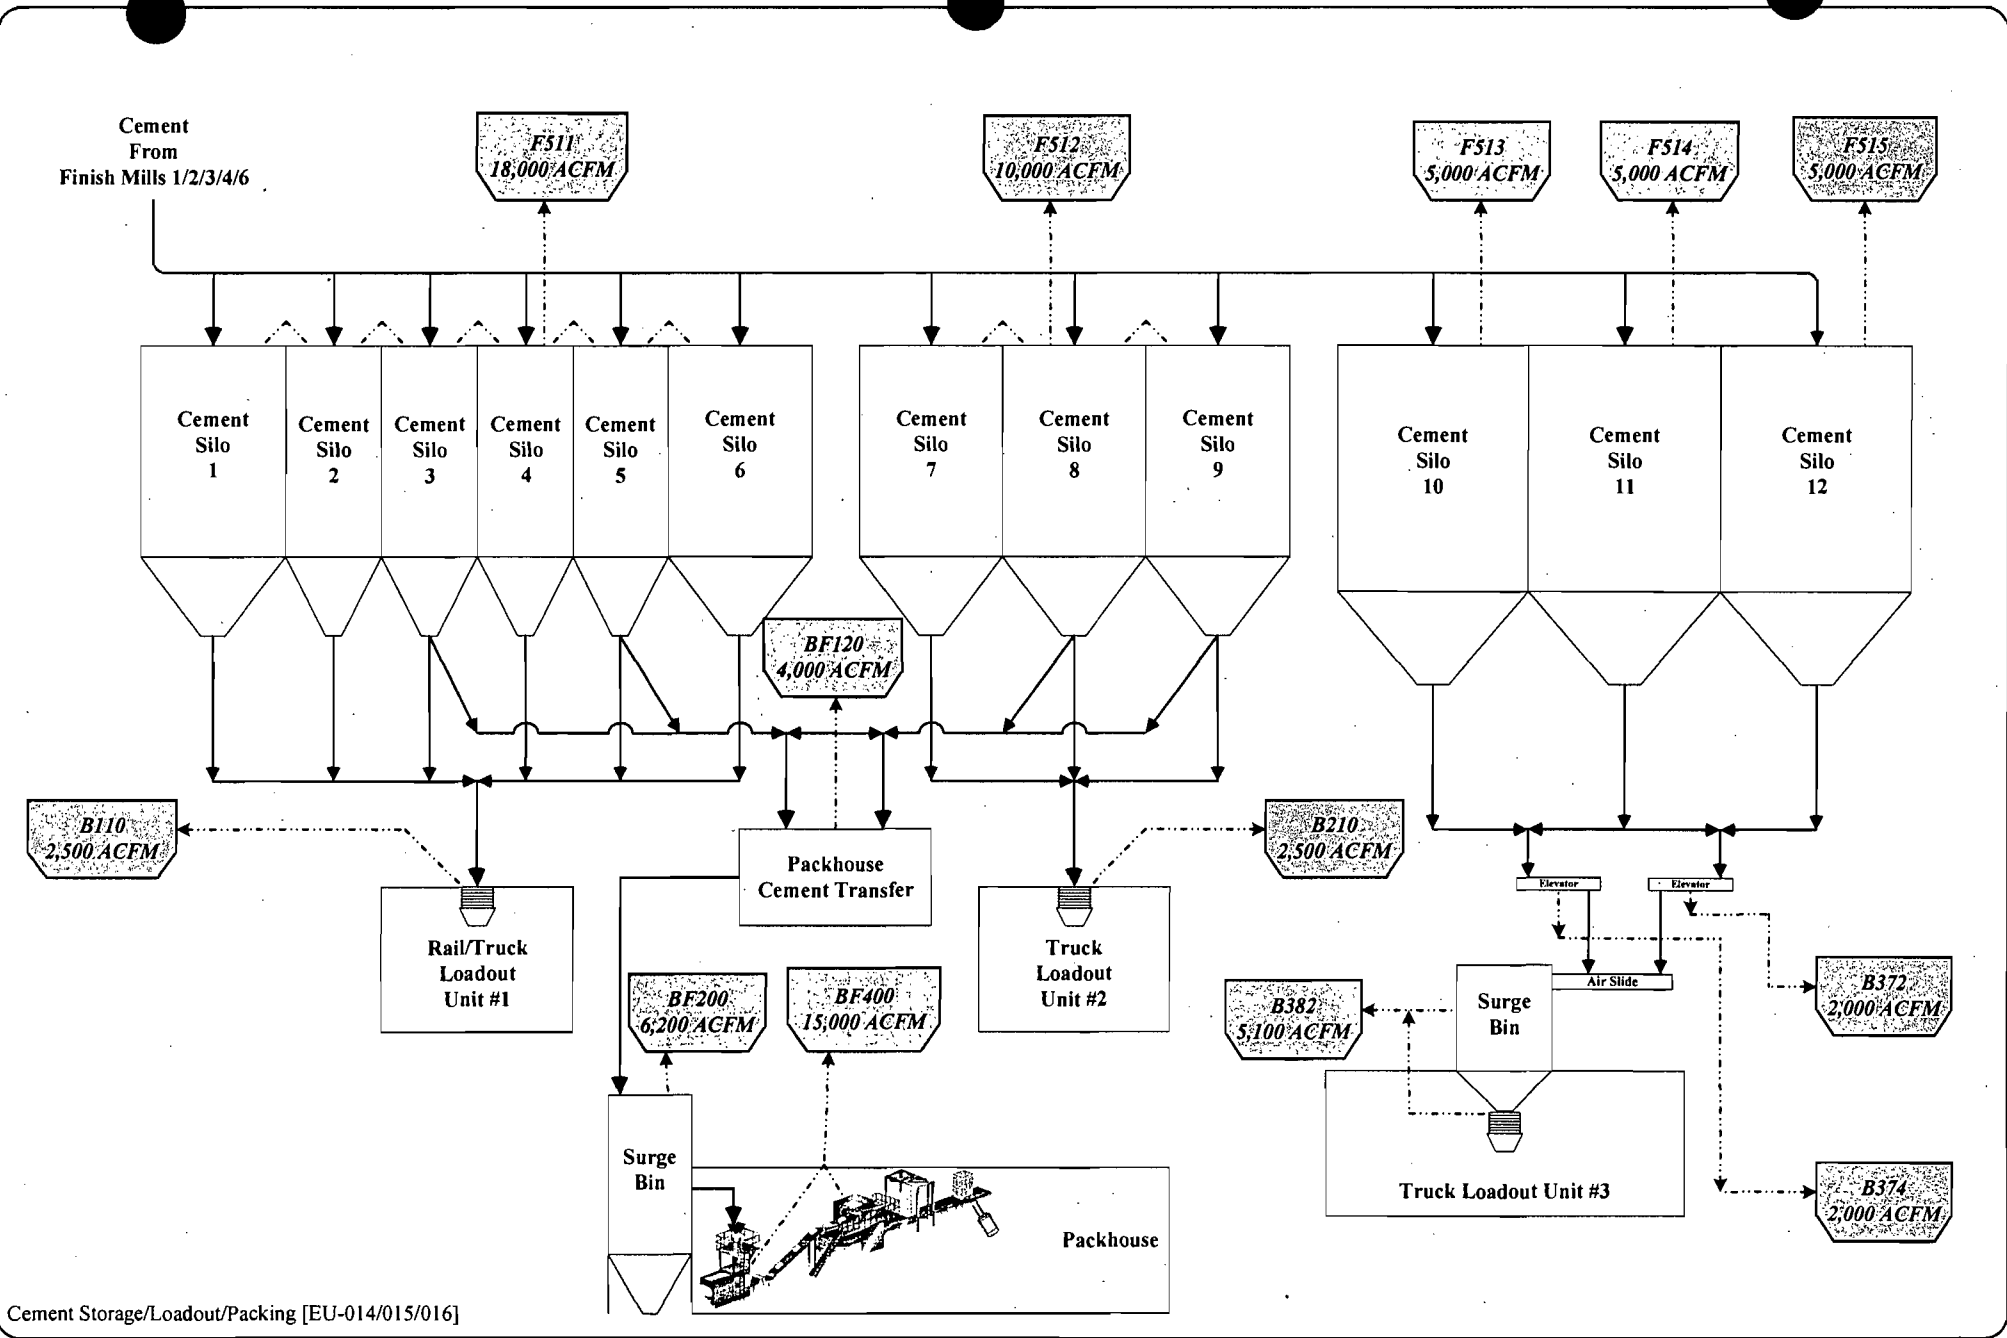 Cement
From
Finish Mills 1/2/3/4/6
F511
18,000 ACFM
F512
10,000 ACFM
F513
5,000 ACFM
F514
5,000 ACFM
F515
5,000 ACFM
Cement
Silo
1
Cement
Silo
2
Cement
Silo
3
Cement
Silo
4
Cement
Silo
5
Cement
Silo
6
Cement
Silo
7
Cement
Silo
8
Cement
Silo
9
Cement
Silo
10
Cement
Silo
11
Cement
Silo
12
BF120
4,000 ACFM
B110
2,500 ACFM
Packhouse
Cement Transfer
B210
2,500 ACFM
Elevator
Elevator
Rail/Truck
Loadout
Unit #1
Truck
Loadout
Unit #2
BF200
6,200 ACFM
BF400
15,000 ACFM
B382
5,100 ACFM
Surge
Bin
Air Slide
B372
2,000 ACFM
Surge
Bin
Packhouse
Truck Loadout Unit #3
B374
2,000 ACFM
Cement Storage/Loadout/Packing [EU-014/015/016]